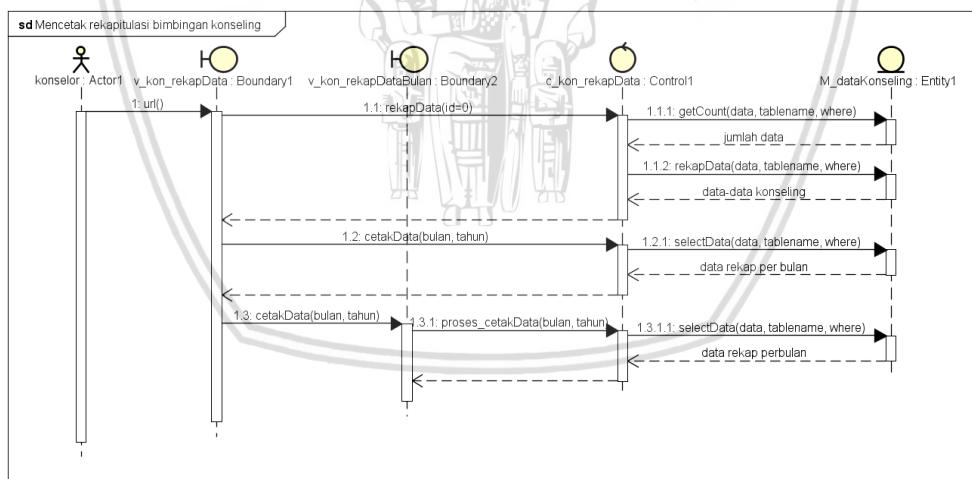 sd Mencetak rekapitulasi bimbingan konseling
konselor : Actor1
v_kon_rekapData : Boundary1
v_kon_rekapDataBulan : Boundary2
c_kon_rekapData : Control1
M_dataKonseling : Entity1
1: url()
1.1: rekapData(id=0)
1.1.1: getCount(data, tablename, where)
jumlah data
1.1.2: rekapData(data, tablename, where)
data-data konseling
1.2: cetakData(bulan, tahun)
1.2.1: selectData(data, tablename, where)
data rekap per bulan
1.3: cetakData(bulan, tahun)
1.3.1: proses_cetakData(bulan, tahun)
1.3.1.1: selectData(data, tablename, where)
data rekap perbulan